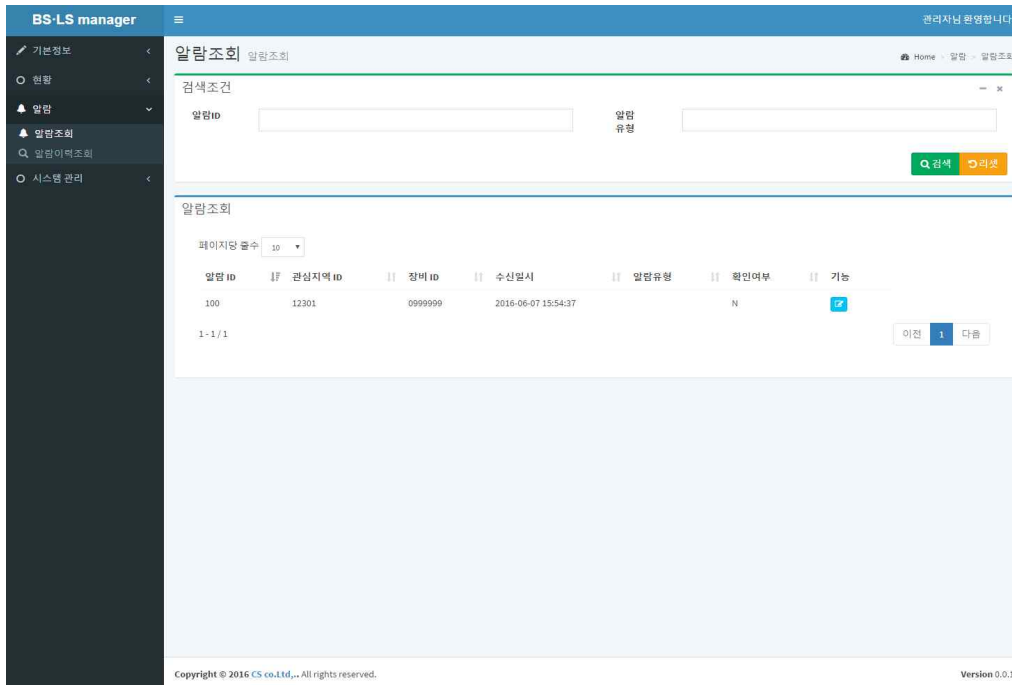 BS·LS manager
관리자님 환영합니다
기본정보
현황
알람
알람조회
알람이력조회
시스템 관리
알람조회 알람조회
Home > 알람 > 알람조회
검색조건
알람ID
알람
유형
검색 리셋
알람조회
페이지당 줄수 10
알람 ID 관심지역 ID 장비 ID 수신일시 알람유형 확인여부 기능
100 12301 0999999 2016-06-07 15:54:37 N
1 - 1 / 1
이전 1 다음
Copyright © 2016 CS co.Ltd,.. All rights reserved.
Version 0.0.1